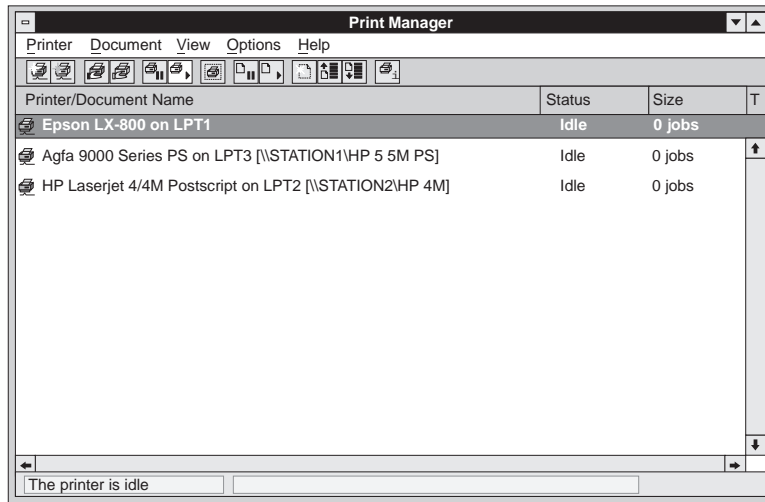 Print Manager
Printer Document View Options Help
Printer/Document Name Status Size T
Epson LX-800 on LPT1 Idle 0 jobs
Agfa 9000 Series PS on LPT3 [\\STATION1\HP 5 5M PS] Idle 0 jobs
HP Laserjet 4/4M Postscript on LPT2 [\\STATION2\HP 4M] Idle 0 jobs
The printer is idle